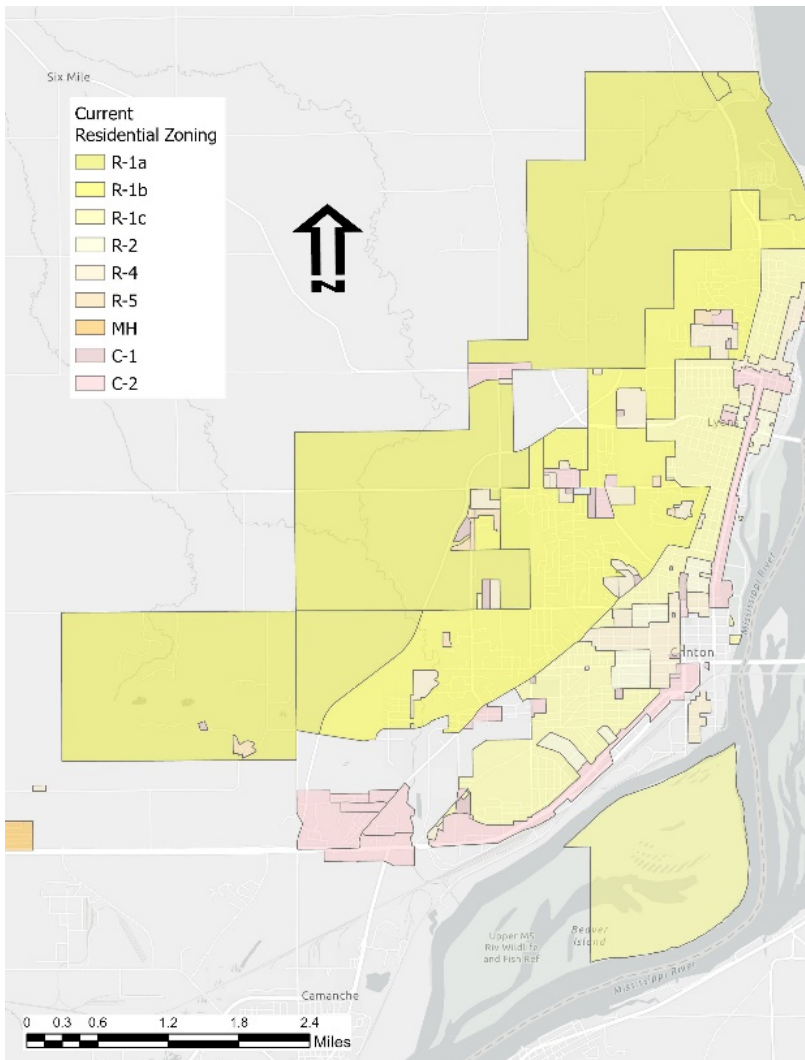 Six Mile
Current
Residential Zoning
R-1a
R-1b
R-1c
R-2
R-4
R-5
MH
C-1
C-2
N
Lyons
Mississippi River
Clinton
Upper MS
Riv Wildlife
and Fish Ref
Beaver
Island
Mississippi River
Camanche
0 0.3 0.6 1.2 1.8 2.4
Miles